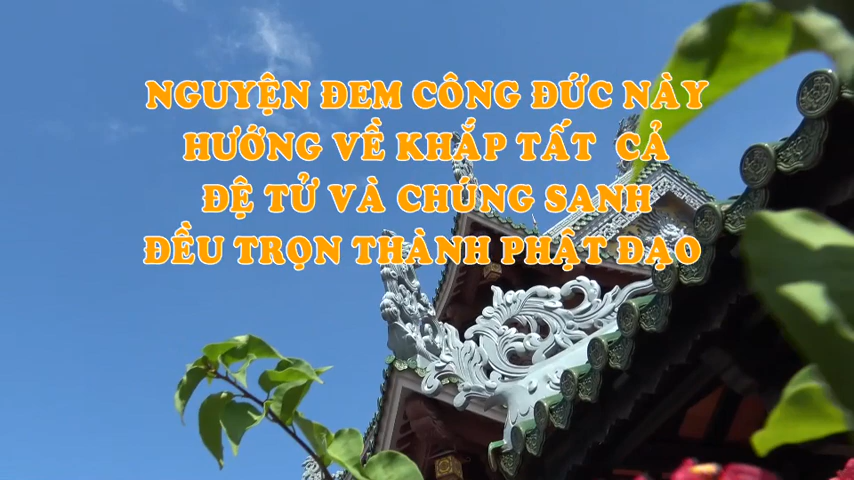 NGUYỆN ĐEM CÔNG ĐỨC NÀY
HƯỚNG VỀ KHẮP TẤT CẢ
ĐỆ TỬ VÀ CHÚNG SANH
ĐỀU TRỌN THÀNH PHẬT ĐẠO